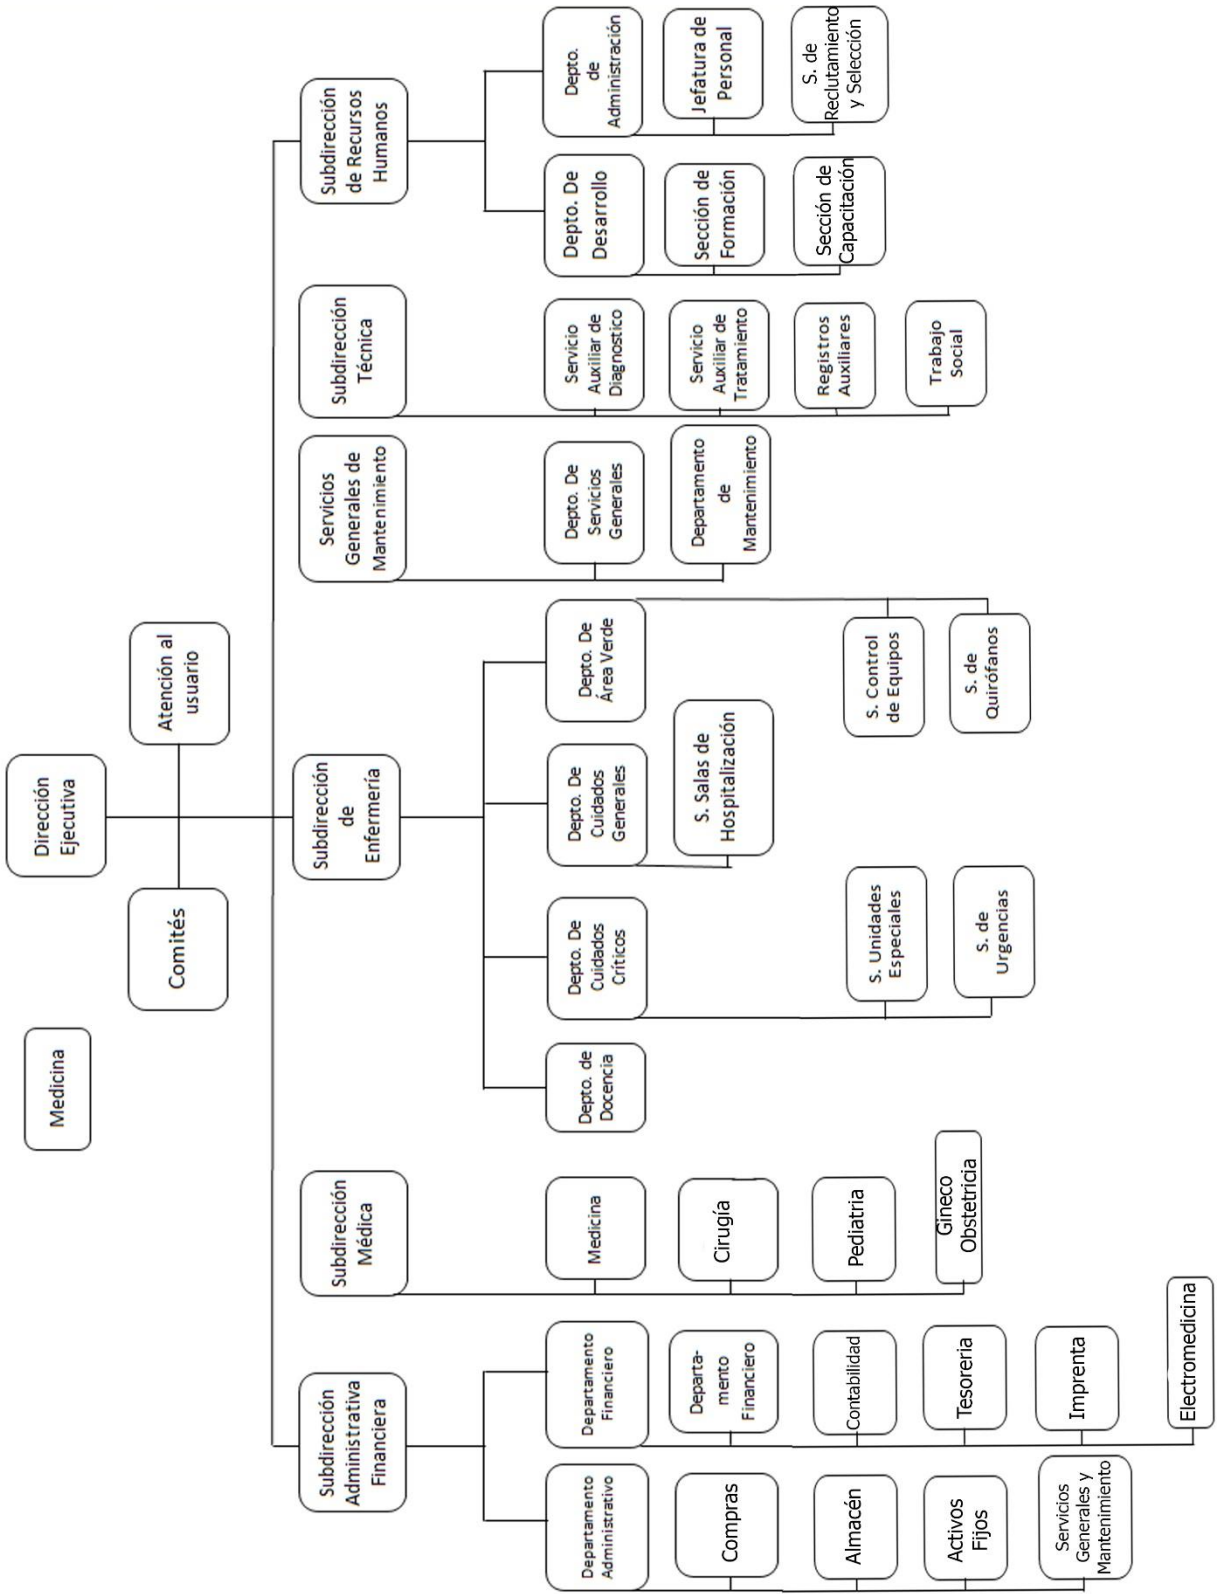 Dirección
Ejecutiva
Medicina
Comités
Atención al
usuario
Subdirección
Administrativa
Financiera
Subdirección
Médica
Subdirección
de
Enfermería
Servicios
Generales de
Mantenimiento
Subdirección
Técnica
Subdirección
de Recursos
Humanos
Departamento
Administrativo
Compras
Almacén
Activos
Fijos
Servicios
Generales y
Mantenimiento
Departamento
Financiero
Departa-
mento
Financiero
Contabilidad
Tesoreria
Imprenta
Electromedicina
Medicina
Cirugía
Pediatria
Gineco
Obstetricia
Depto. de
Docencia
Depto. De
Cuidados
Críticos
S. Unidades
Especiales
S. de
Urgencias
Depto. De
Cuidados
Generales
S. Salas de
Hospitalización
Depto. De
Área Verde
S. Control
de Equipos
S. de
Quirófanos
Depto. De
Servicios
Generales
Departamento
de
Mantenimiento
Servicio
Auxiliar de
Diagnostico
Servicio
Auxiliar de
Tratamiento
Registros
Auxiliares
Trabajo
Social
Depto. De
Desarrollo
Sección de
Formación
Sección de
Capacitación
Depto.
de
Administración
Jefatura de
Personal
S. de
Reclutamiento
y Selección